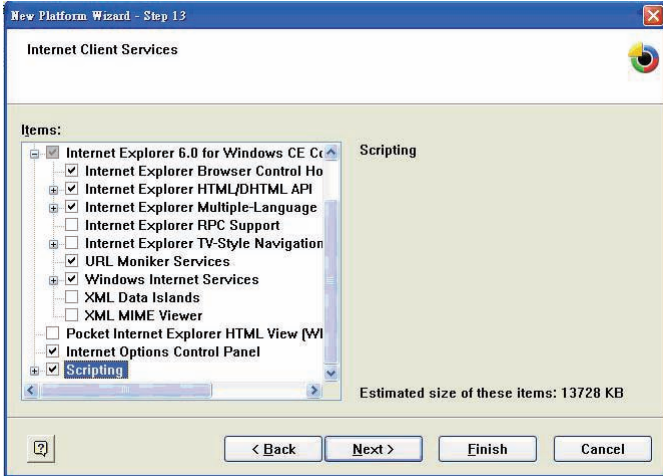 New Platform Wizard - Step 13
Internet Client Services
Items:
Internet Explorer 6.0 for Windows CE Co
Internet Explorer Browser Control Ho
Internet Explorer HTML/DHTML API
Internet Explorer Multiple-Language
Internet Explorer RPC Support
Internet Explorer TV-Style Navigation
URL Moniker Services
Windows Internet Services
XML Data Islands
XML MIME Viewer
Pocket Internet Explorer HTML View (WI
Internet Options Control Panel
Scripting
Scripting
Estimated size of these items: 13728 KB
< Back
Next >
Finish
Cancel